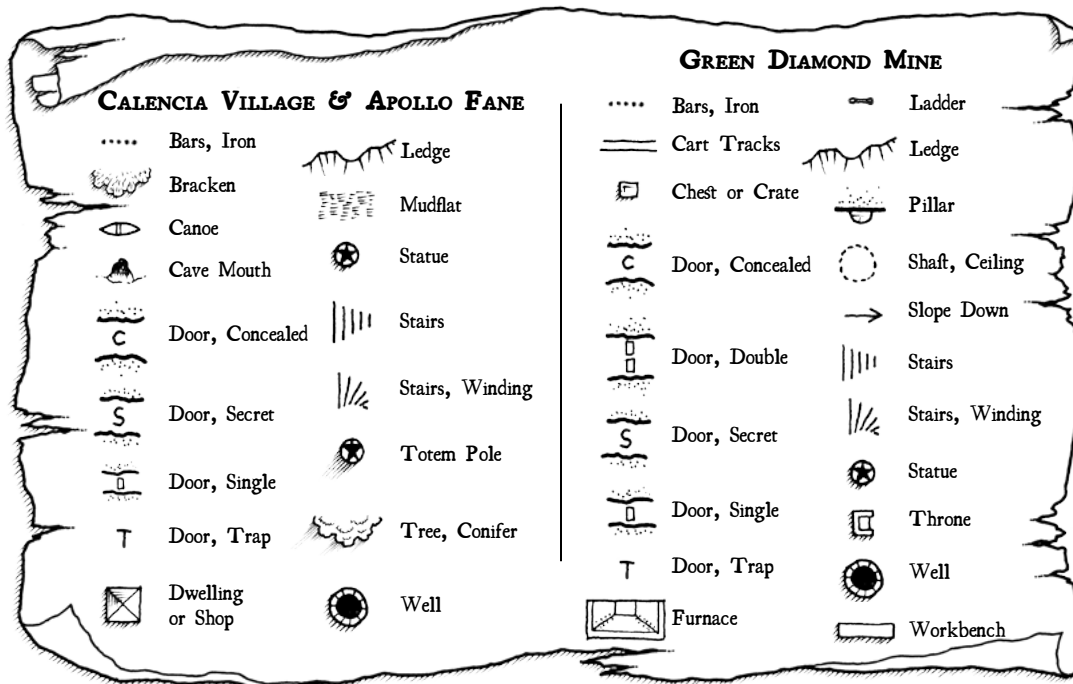 Calencia Village & Apollo Fane
Bars, Iron
Bracken
Canoe
Cave Mouth
C
Door, Concealed
S
Door, Secret
Door, Single
T
Door, Trap
Dwelling
or Shop
Ledge
Mudflat
Statue
Stairs
Stairs, Winding
Totem Pole
Tree, Conifer
Well
Green Diamond Mine
Bars, Iron
Cart Tracks
Chest or Crate
C
Door, Concealed
Door, Double
S
Door, Secret
Door, Single
T
Door, Trap
Furnace
Ladder
Ledge
Pillar
Shaft, Ceiling
Slope Down
Stairs
Stairs, Winding
Statue
Throne
Well
Workbench